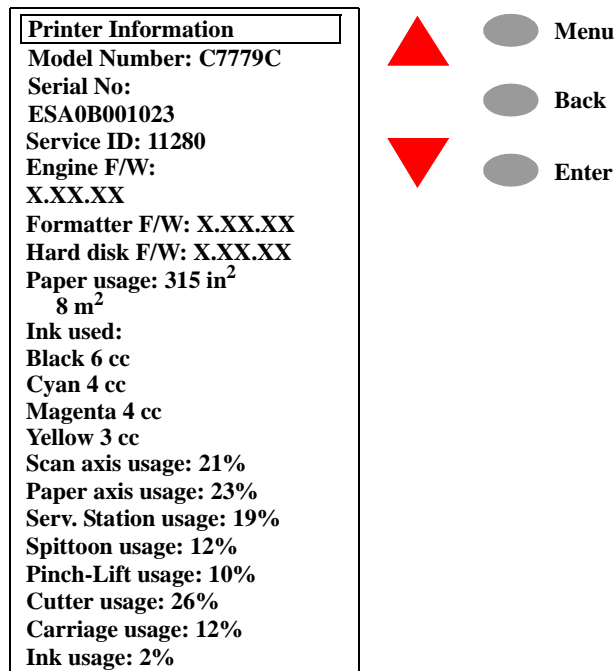 Printer Information
Model Number: C7779C
Serial No:
ESA0B001023
Service ID: 11280
Engine F/W:
X.XX.XX
Formatter F/W: X.XX.XX
Hard disk F/W: X.XX.XX
Paper usage: 315 in²
8 m²
Ink used:
Black 6 cc
Cyan 4 cc
Magenta 4 cc
Yellow 3 cc
Scan axis usage: 21%
Paper axis usage: 23%
Serv. Station usage: 19%
Spittoon usage: 12%
Pinch-Lift usage: 10%
Cutter usage: 26%
Carriage usage: 12%
Ink usage: 2%
Menu
Back
Enter